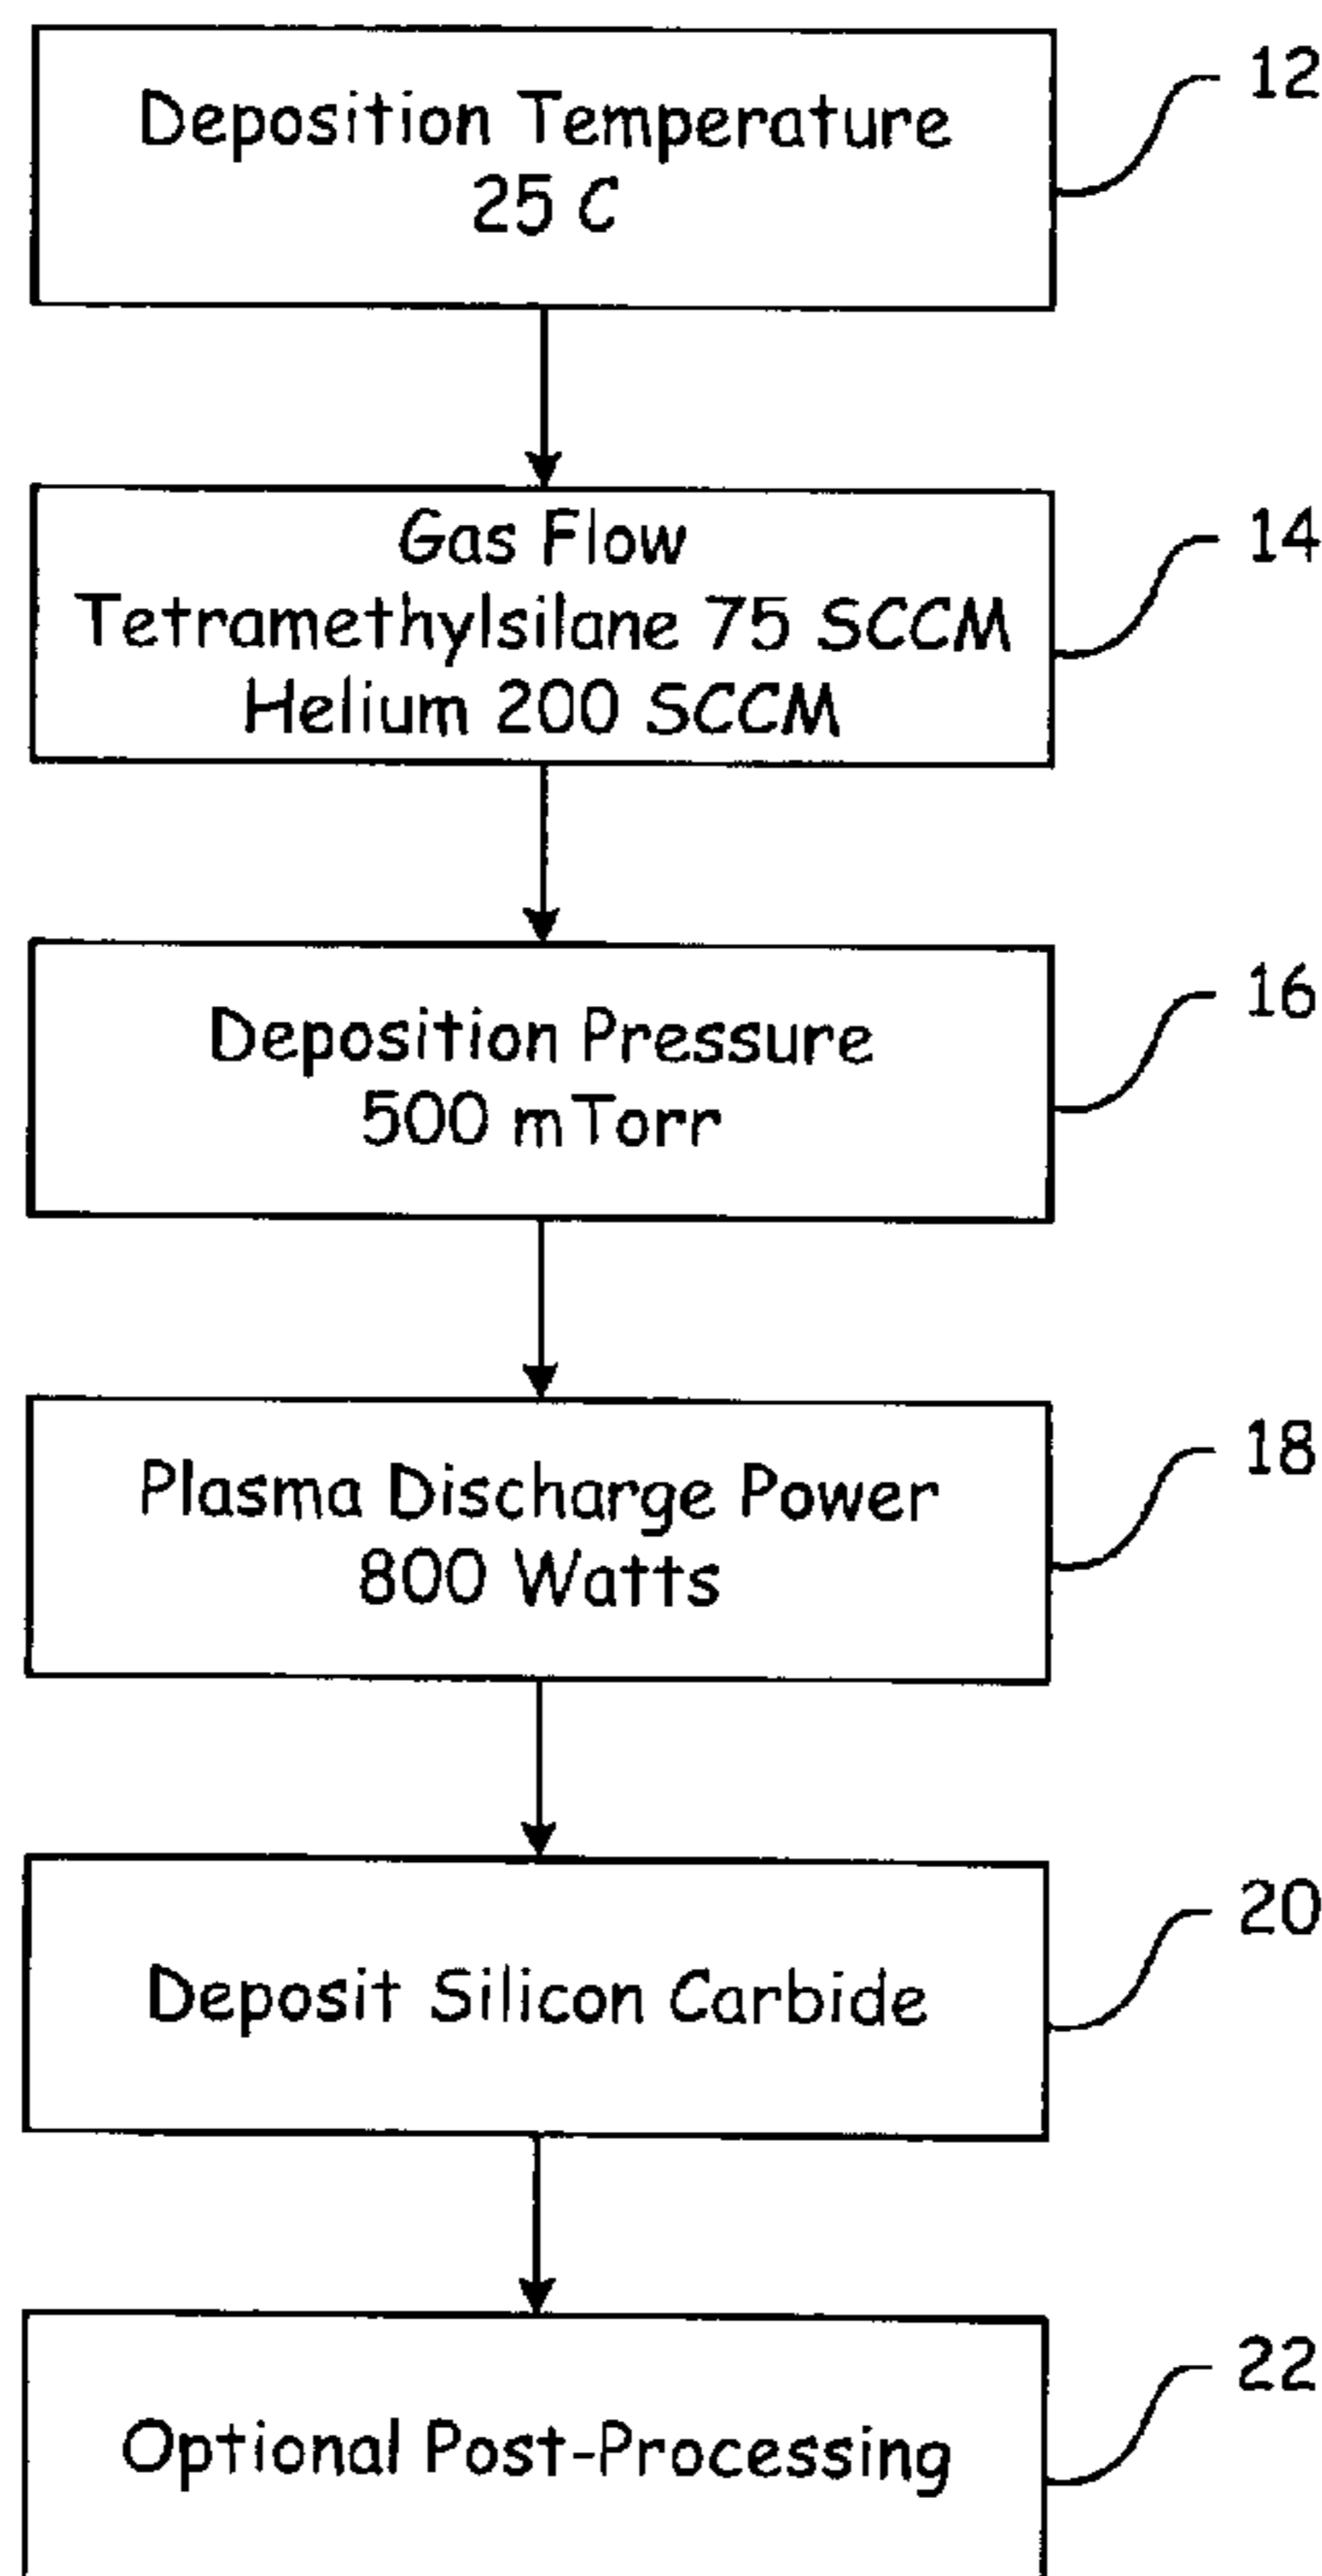 Deposition Temperature
25 C
12
Gas Flow
Tetramethylsilane 75 SCCM
Helium 200 SCCM
14
Deposition Pressure
500 mTorr
16
Plasma Discharge Power
800 Watts
18
Deposit Silicon Carbide
20
Optional Post-Processing
22